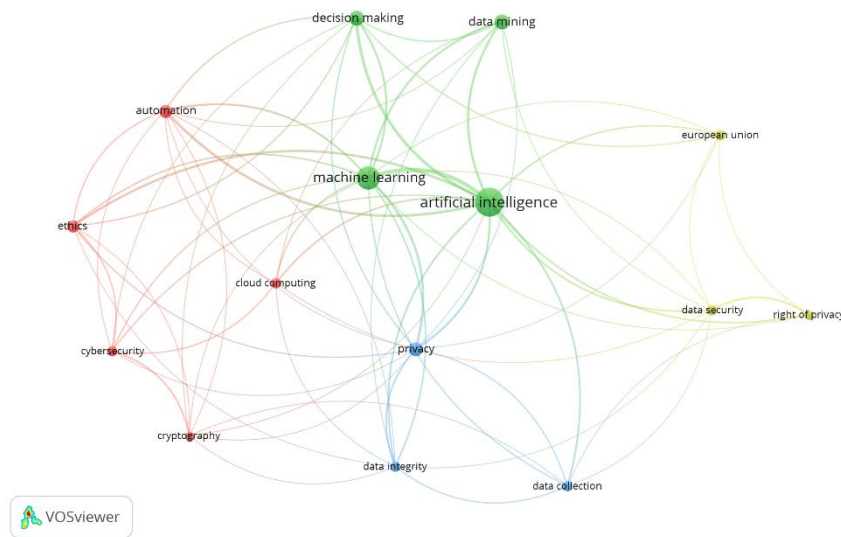 decision making
data mining
automation
european union
machine learning
artificial intelligence
ethics
cloud computing
data security
right of privacy
cybersecurity
privacy
cryptography
data integrity
data collection
VOSviewer